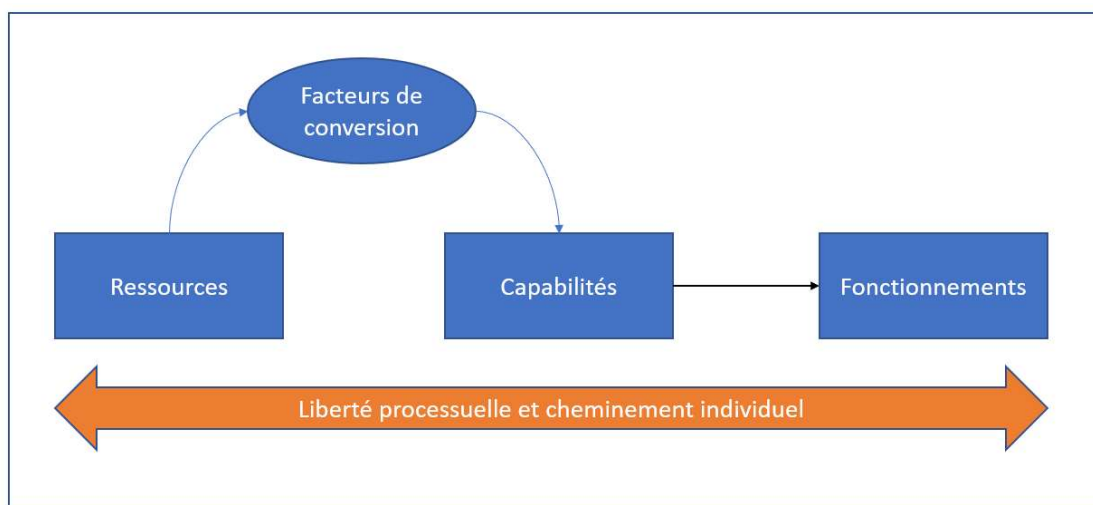 Facteurs de
conversion
Ressources
Capabilités
Fonctionnements
Liberté processuelle et cheminement individuel